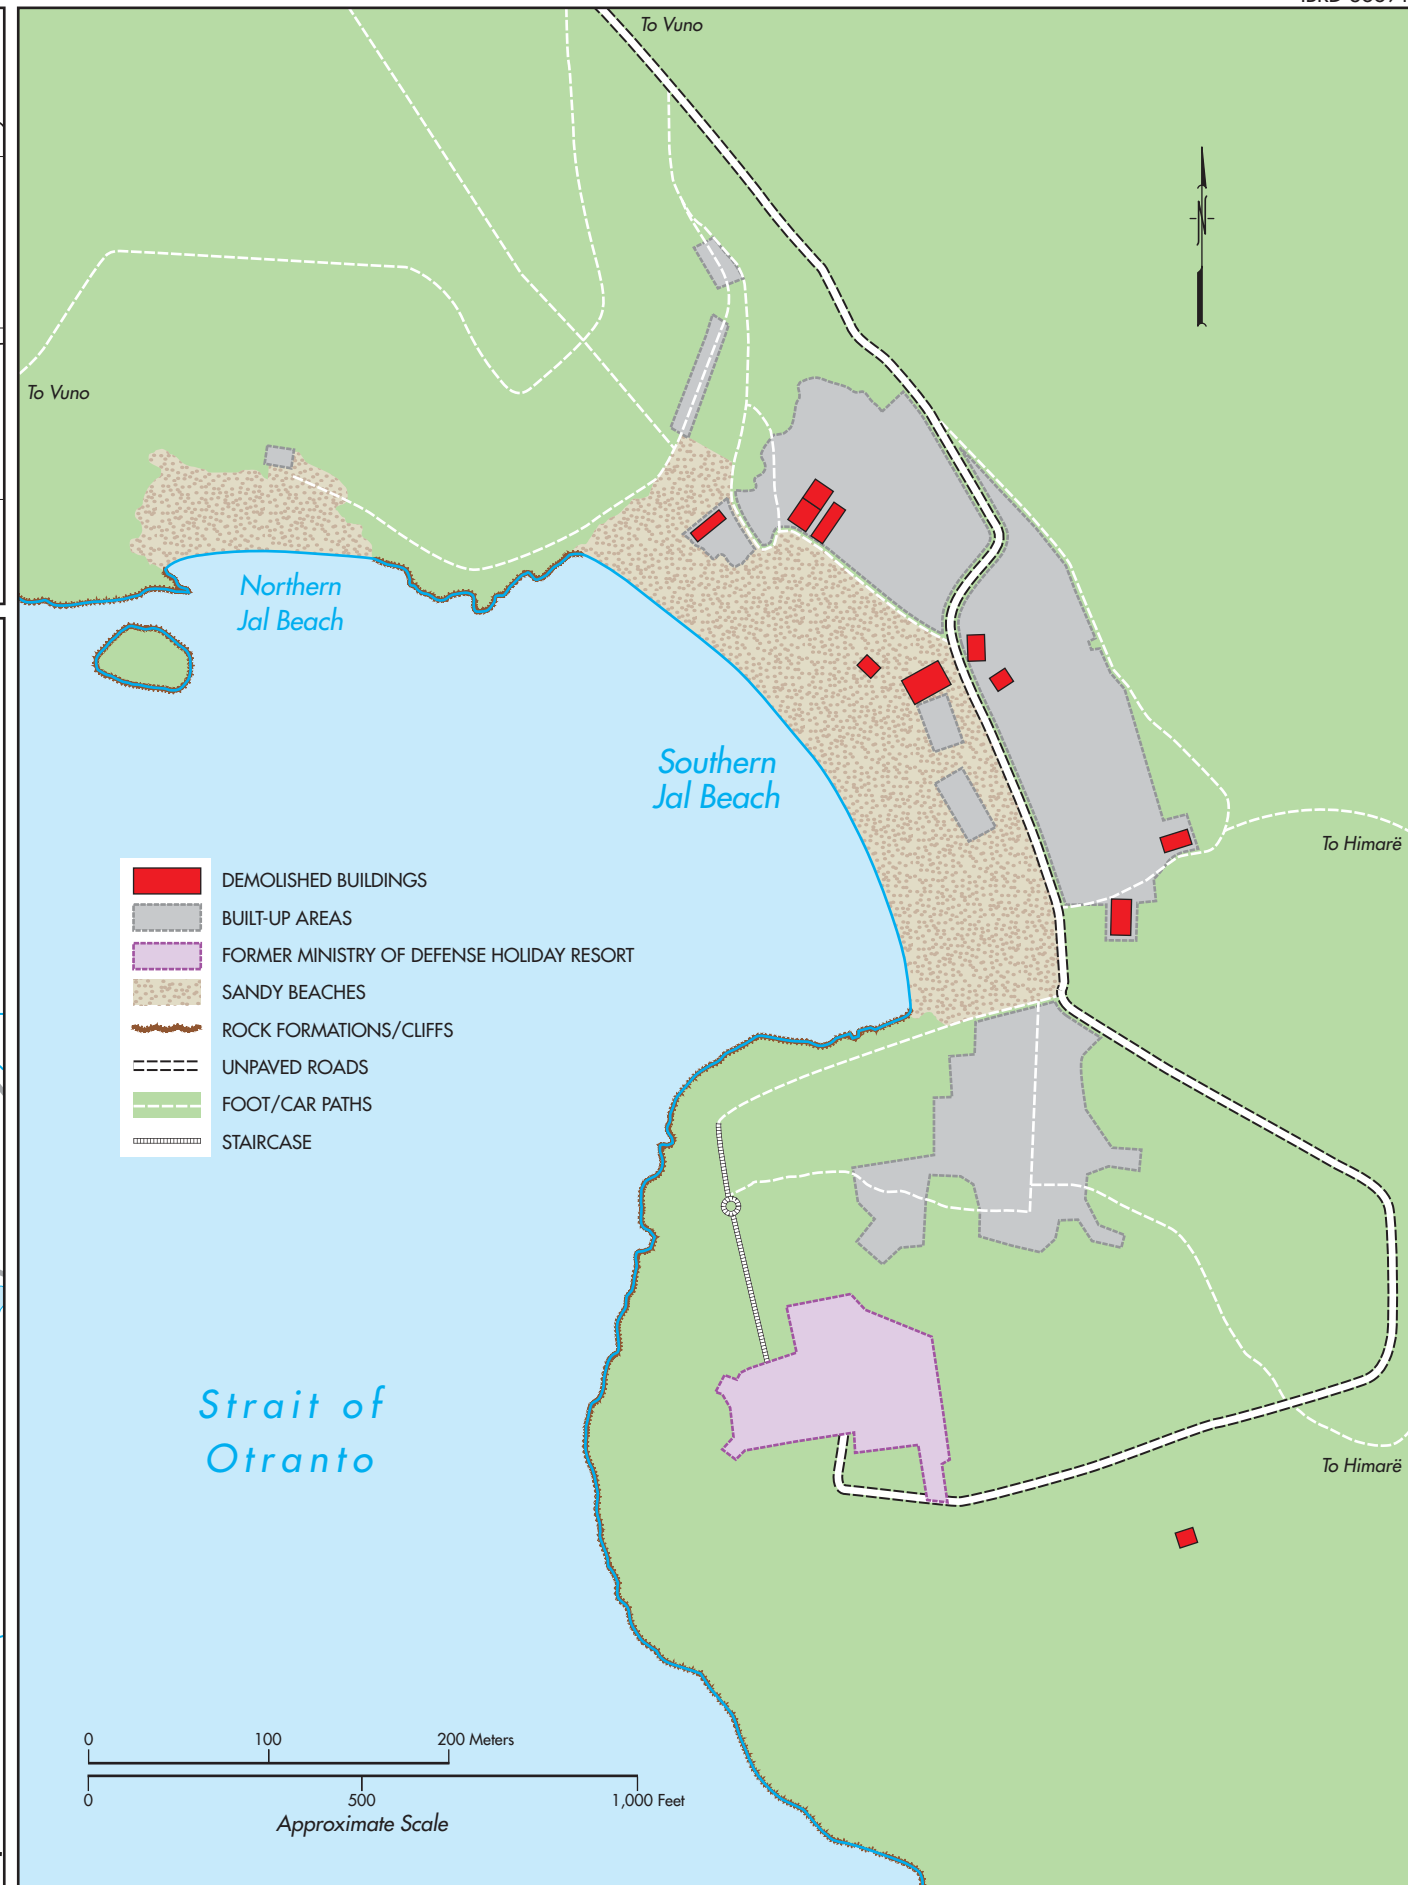 To Vuno
N
To Vuno
Northern
Jal Beach
Southern
Jal Beach
To Himarë
DEMOLISHED BUILDINGS
BUILT-UP AREAS
FORMER MINISTRY OF DEFENSE HOLIDAY RESORT
SANDY BEACHES
ROCK FORMATIONS/CLIFFS
UNPAVED ROADS
FOOT/CAR PATHS
STAIRCASE
Strait of
Otranto
To Himarë
0 100 200 Meters
0 500 1,000 Feet
Approximate Scale